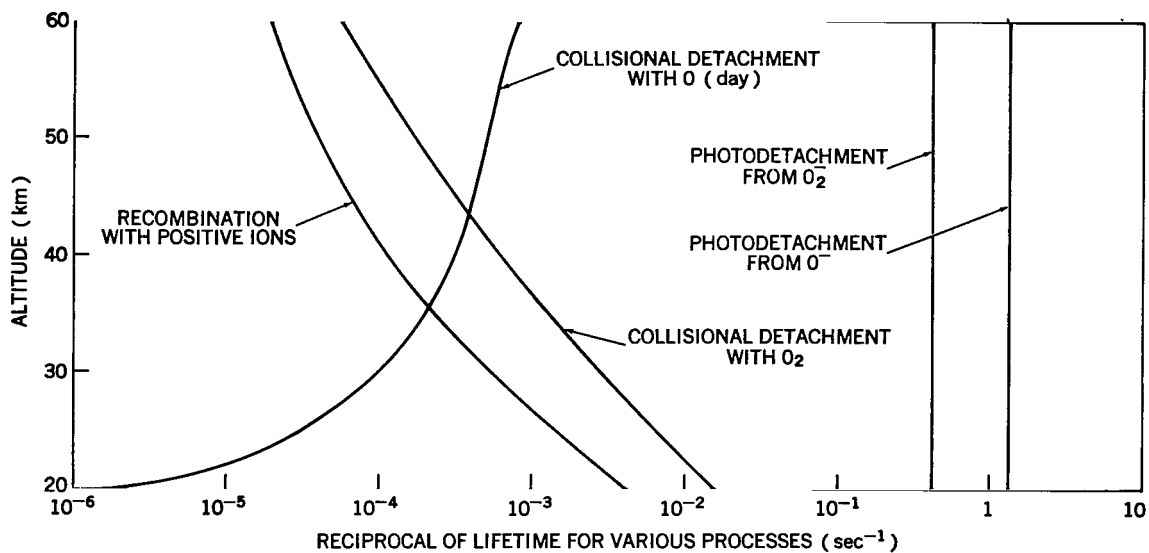 60
50
40
30
20
ALTITUDE (km)
COLLISIONAL DETACHMENT
WITH O (day)
PHOTODETACHMENT
FROM O₂⁻
RECOMBINATION
WITH POSITIVE IONS
PHOTODETACHMENT
FROM O⁻
COLLISIONAL DETACHMENT
WITH O₂
10⁻⁶ 10⁻⁵ 10⁻⁴ 10⁻³ 10⁻² 10⁻¹ 1 10
RECIPROCAL OF LIFETIME FOR VARIOUS PROCESSES (sec⁻¹)